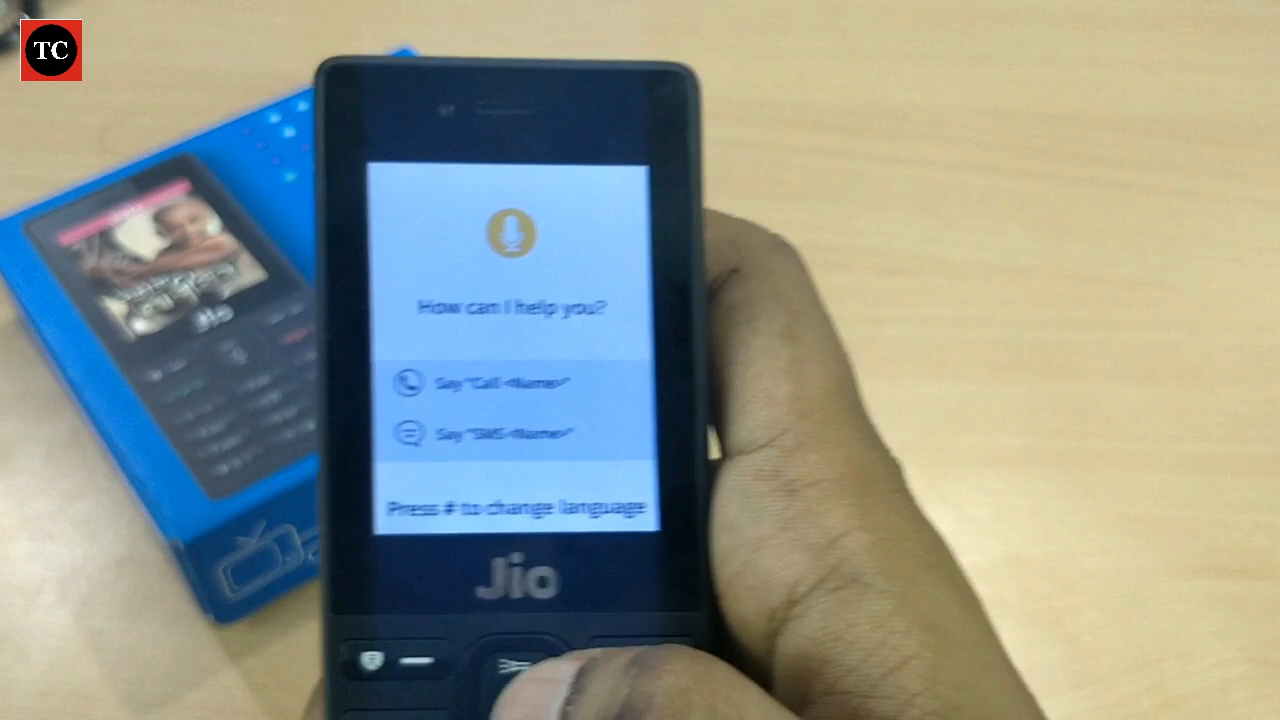 TC
How can I help you?
Say "Call <Name>"
Say "SMS <Name>"
Press # to change language
Jio
Jio